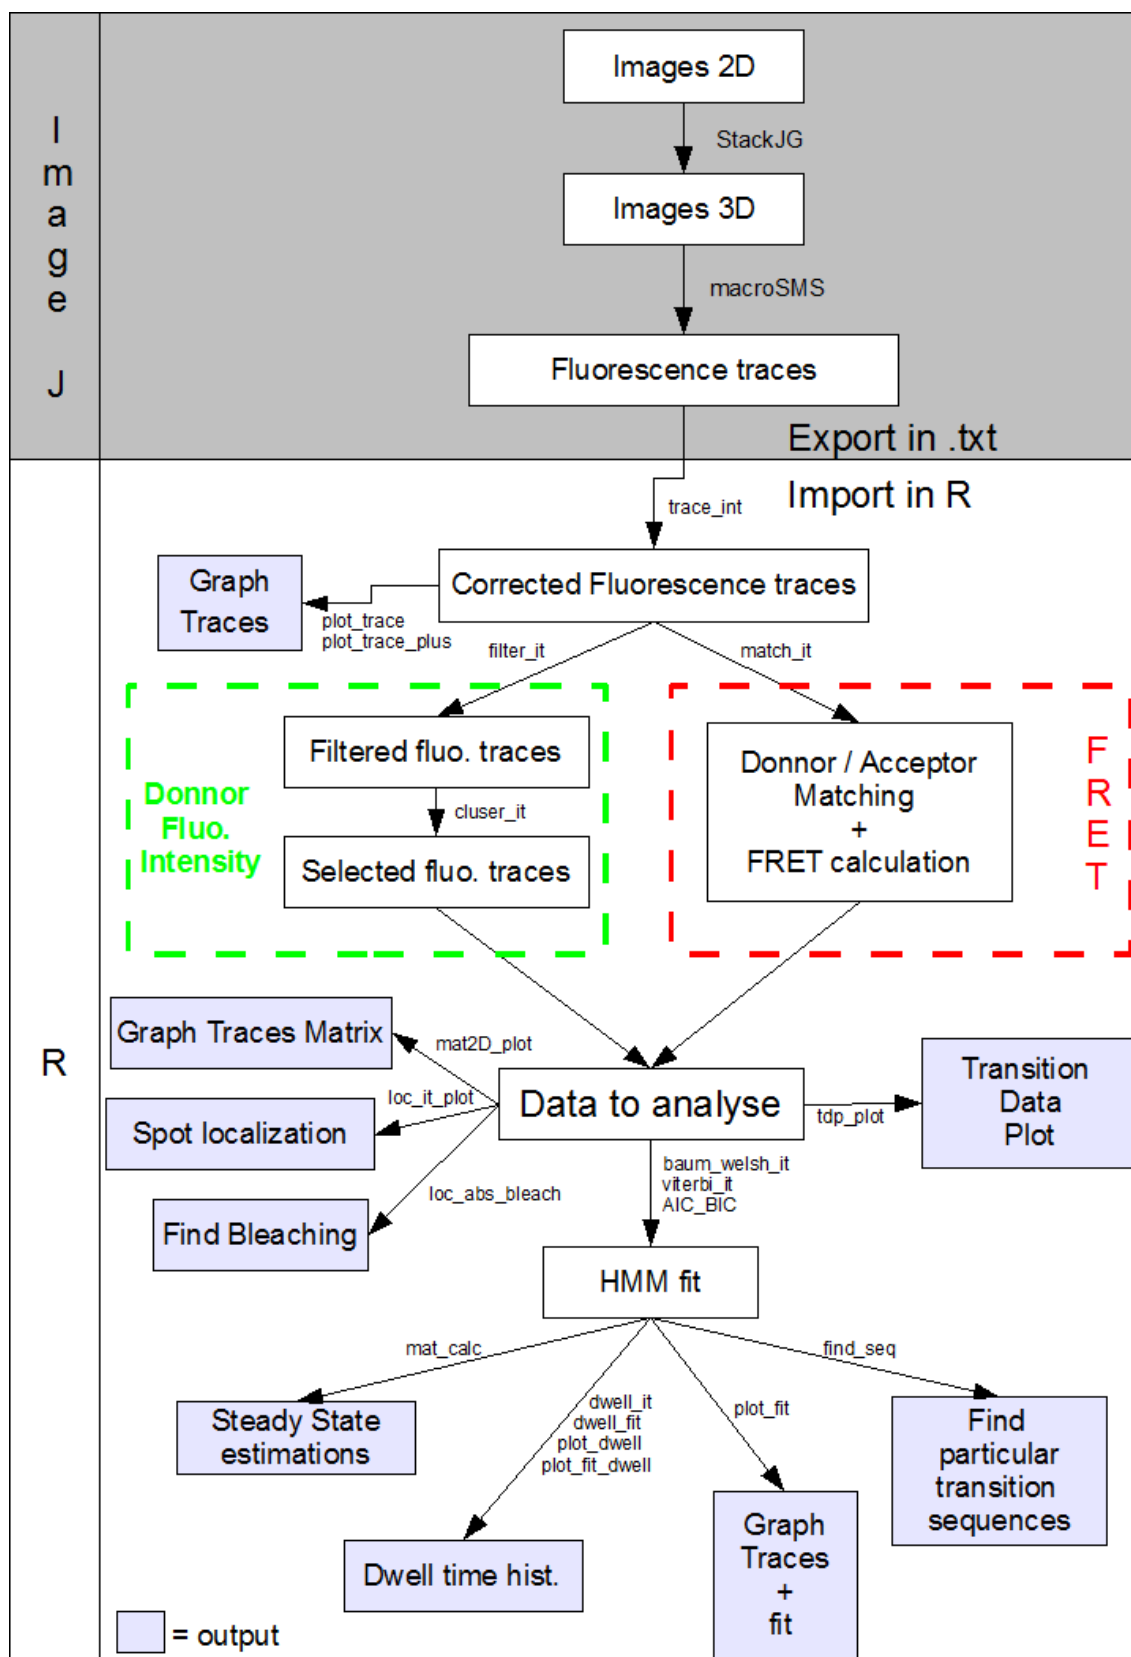 Image J
Images 2D
StackJG
Images 3D
macroSMS
Fluorescence traces
Export in .txt
R
Import in R
trace_int
Corrected Fluorescence traces
Graph
Traces
plot_trace
plot_trace_plus
filter_it
match_it
Donnor
Fluo.
Intensity
Filtered fluo. traces
cluser_it
Selected fluo. traces
Donnor / Acceptor
Matching
+
FRET calculation
FRET
Graph Traces Matrix
mat2D_plot
loc_it_plot
Spot localization
loc_abs_bleach
Find Bleaching
Data to analyse
tdp_plot
Transition
Data
Plot
baum_welsh_it
viterbi_it
AIC_BIC
HMM fit
mat_calc
Steady State
estimations
dwell_it
dwell_fit
plot_dwell
plot_fit_dwell
Dwell time hist.
plot_fit
Graph
Traces
+
fit
find_seq
Find
particular
transition
sequences
= output